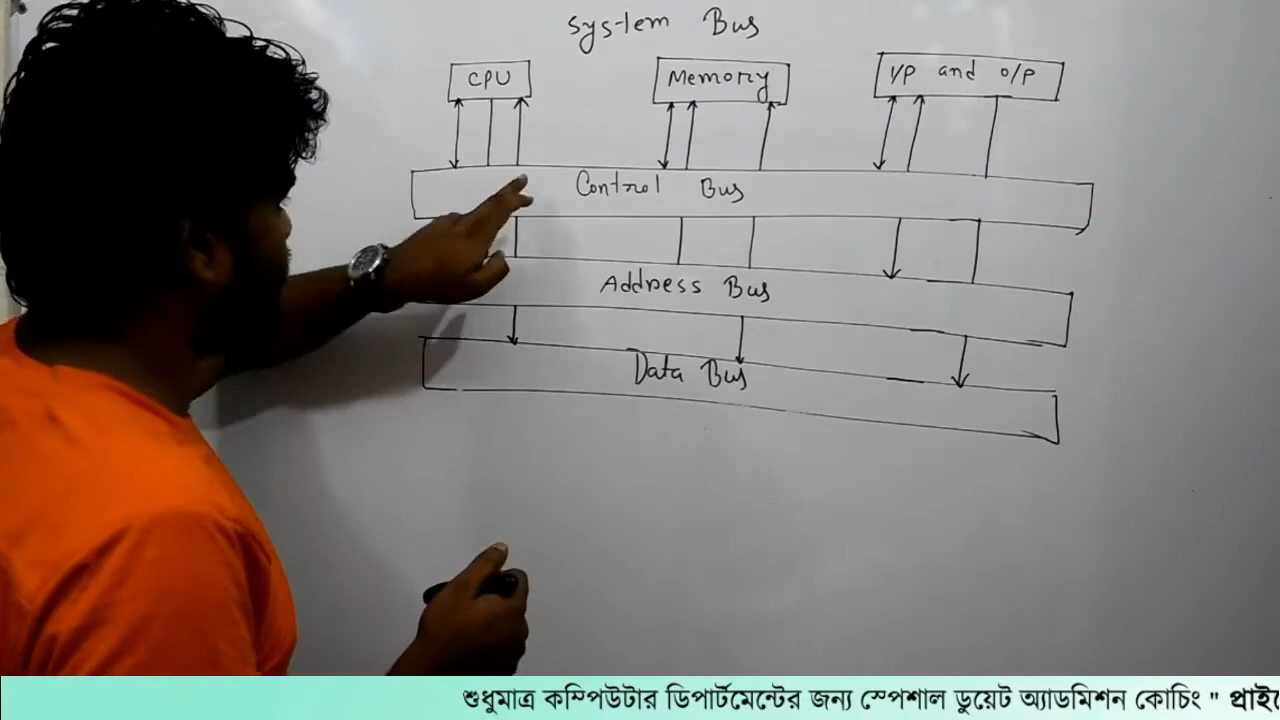 System Bus
CPU
Memory
I/P and O/P
Control Bus
Address Bus
Data Bus
শুধুমাত্র কম্পিউটার ডিপার্টমেন্টের জন্য স্পেশাল ডুয়েট অ্যাডমিশন কোচিং "